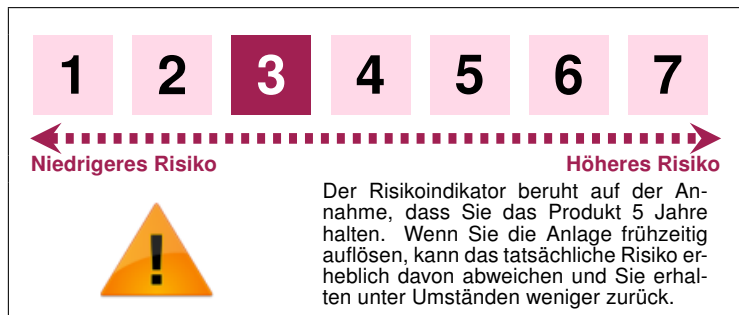 1 2 3 4 5 6 7
Niedrigeres Risiko Höheres Risiko
Der Risikoindikator beruht auf der An-
nahme, dass Sie das Produkt 5 Jahre
halten. Wenn Sie die Anlage frühzeitig
auflösen, kann das tatsächliche Risiko er-
heblich davon abweichen und Sie erhal-
ten unter Umständen weniger zurück.